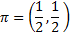 π = (1/2, 1/2)